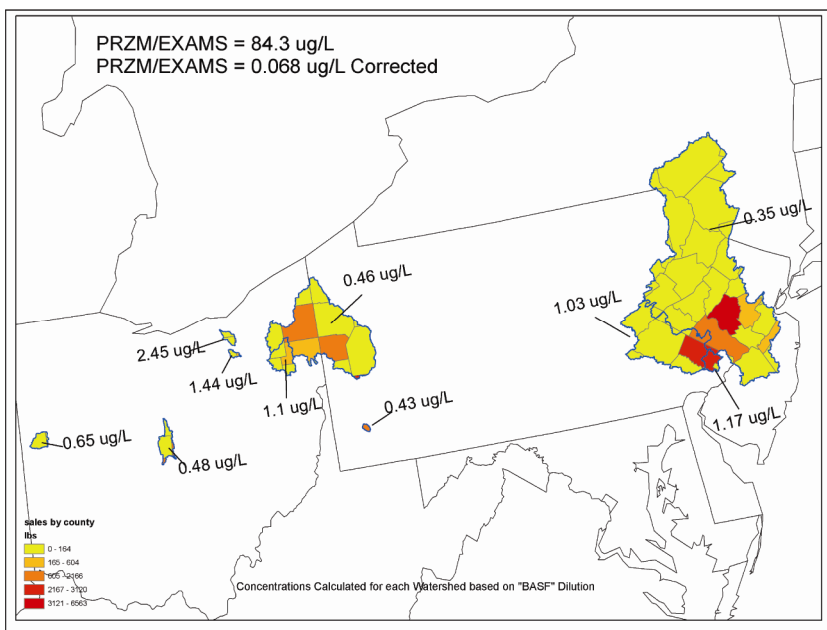 PRZM/EXAMS = 84.3 ug/L
PRZM/EXAMS = 0.068 ug/L Corrected
0.35 ug/L
0.46 ug/L
1.03 ug/L
2.45 ug/L
1.44 ug/L
1.1 ug/L
0.43 ug/L
1.17 ug/L
0.65 ug/L
0.48 ug/L
sales by county
lbs
0 - 164
165 - 604
605 - 2166
2167 - 3120
3121 - 6563
Concentrations Calculated for each Watershed based on "BASF" Dilution